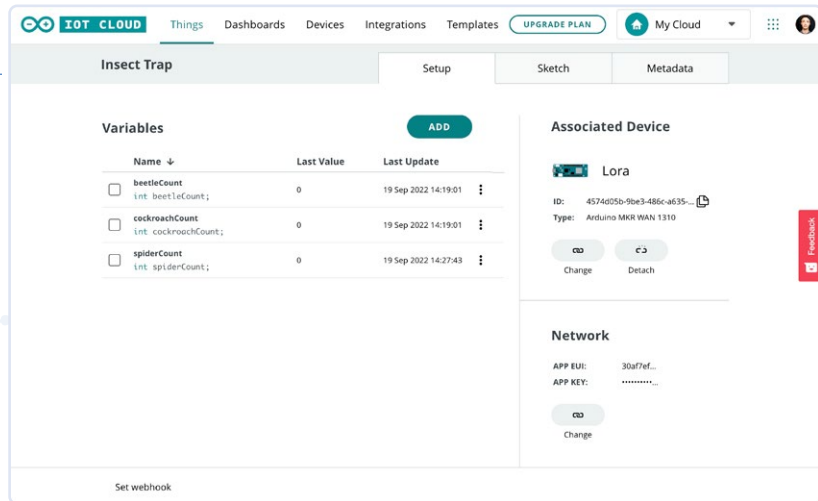 IOT CLOUD Things Dashboards Devices Integrations Templates UPGRADE PLAN My Cloud
Insect Trap Setup Sketch Metadata
Variables ADD
Name ↓ Last Value Last Update
beetleCount
int beetleCount; 0 19 Sep 2022 14:19:01
cockroachCount
int cockroachCount; 0 19 Sep 2022 14:19:01
spiderCount
int spiderCount; 0 19 Sep 2022 14:27:43
Associated Device
Lora
ID: 4574d05b-9be3-486c-a635-...
Type: Arduino MKR WAN 1310
Change Detach
Network
APP EUI: 30af7ef...
APP KEY: ••••••••••...
Change
Feedback
Set webhook